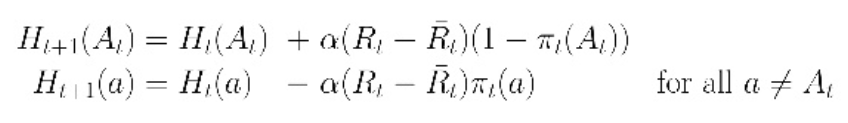 H_{t+1}(A_t) = H_t(A_t) + α(R_t − R̄_t)(1 − π_t(A_t))
H_{t+1}(a) = H_t(a) − α(R_t − R̄_t)π_t(a) for all a ≠ A_t